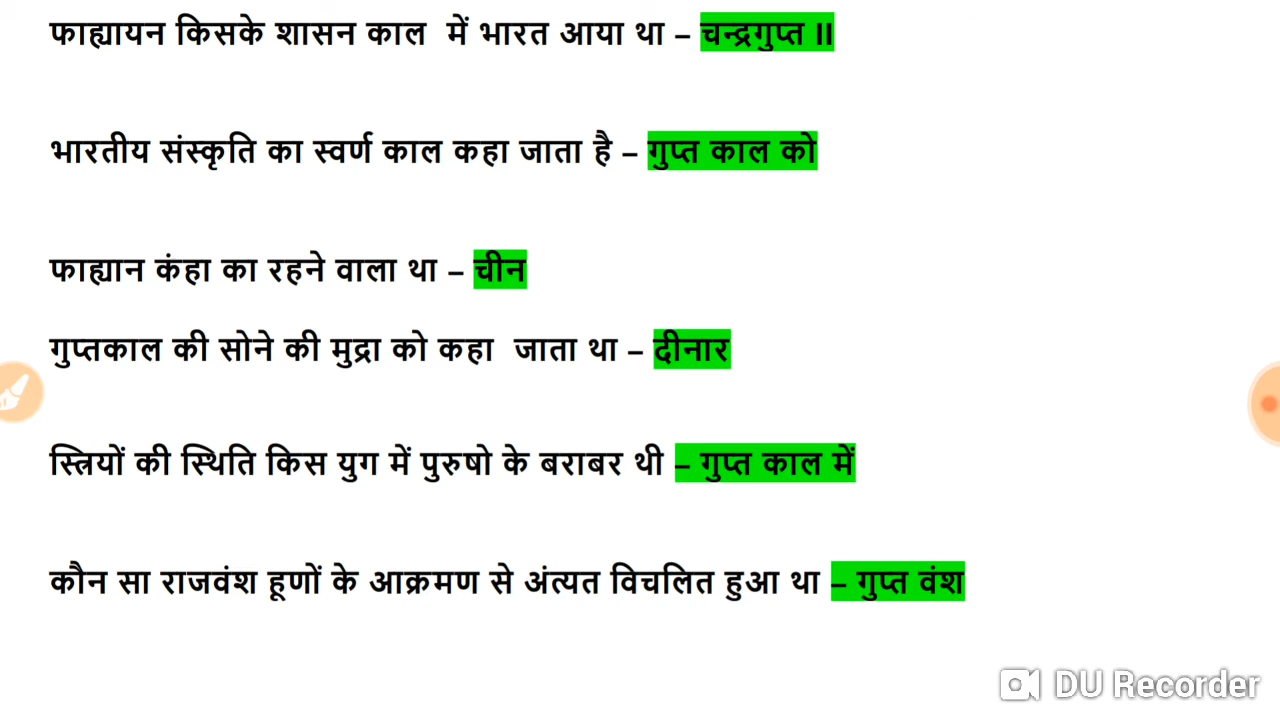 फाह्यायन किसके शासन काल में भारत आया था – चन्द्रगुप्त II
भारतीय संस्कृति का स्वर्ण काल कहा जाता है – गुप्त काल को
फाह्यान कंहा का रहने वाला था – चीन
गुप्तकाल की सोने की मुद्रा को कहा जाता था – दीनार
स्त्रियों की स्थिति किस युग में पुरुषो के बराबर थी – गुप्त काल में
कौन सा राजवंश हूणों के आक्रमण से अंत्यत विचलित हुआ था – गुप्त वंश
DU Recorder